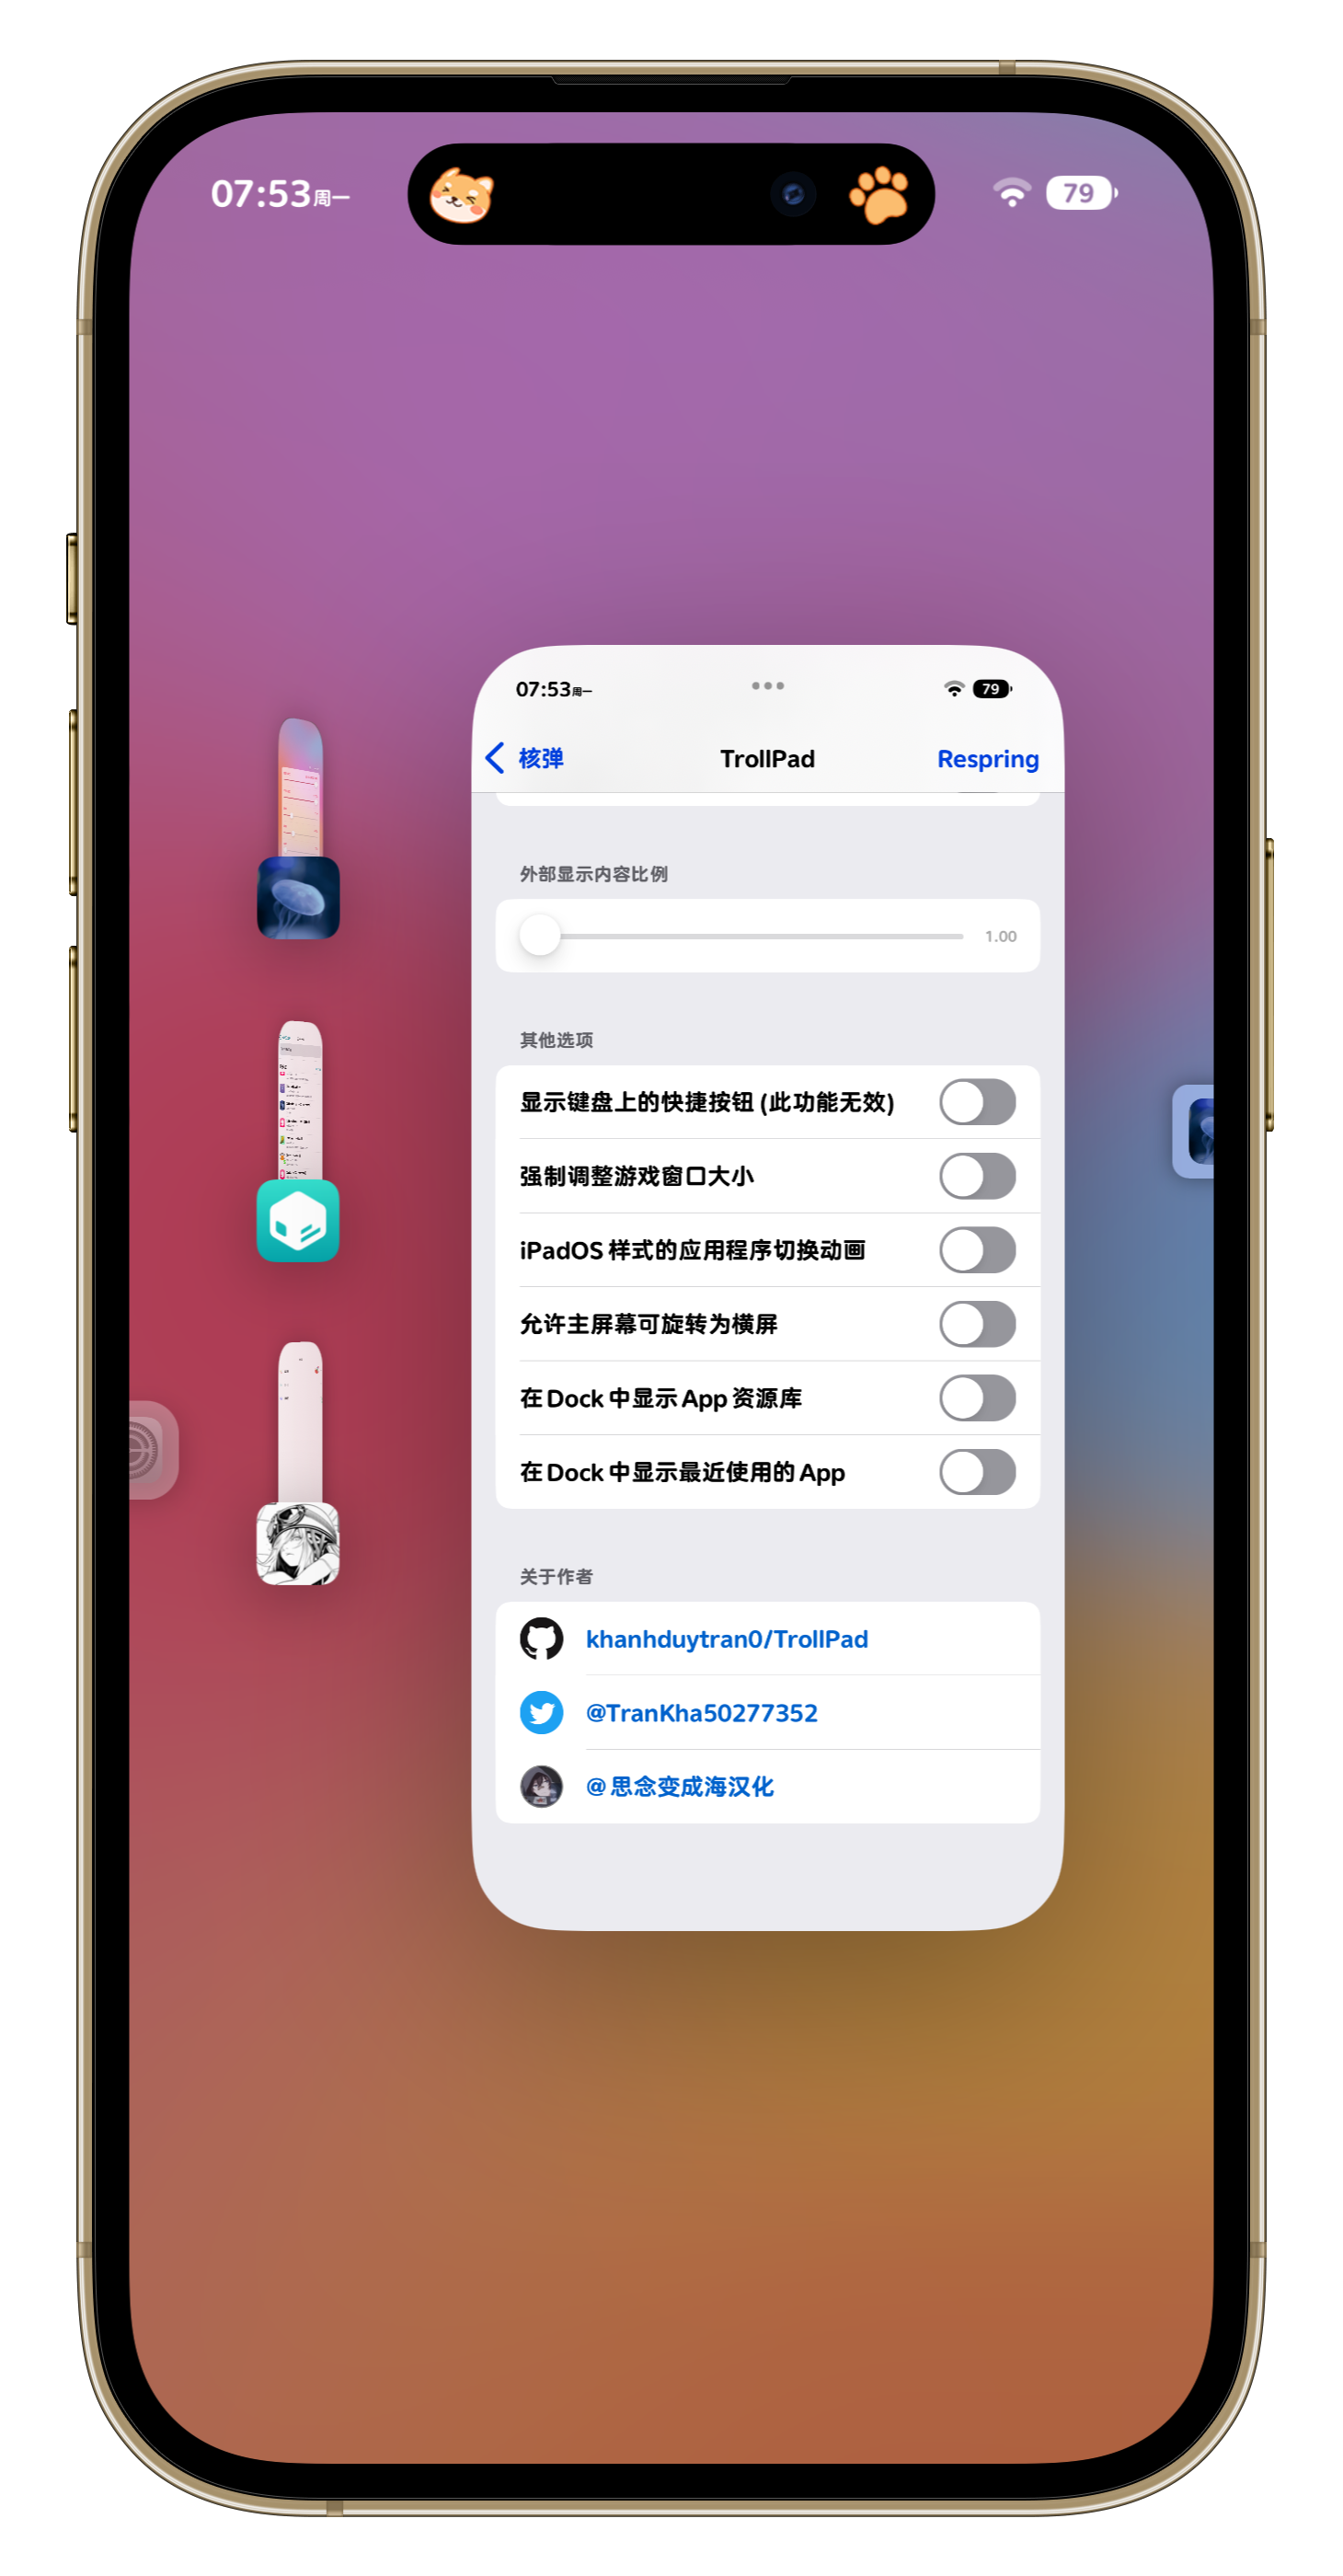 07:53周一
79
07:53周一
79
核弹
TrollPad
Respring
外部显示内容比例
1.00
其他选项
显示键盘上的快捷按钮 (此功能无效)
强制调整游戏窗口大小
iPadOS 样式的应用程序切换动画
允许主屏幕可旋转为横屏
在 Dock 中显示 App 资源库
在 Dock 中显示最近使用的 App
关于作者
khanhduytran0/TrollPad
@TranKha50277352
@ 思念变成海汉化